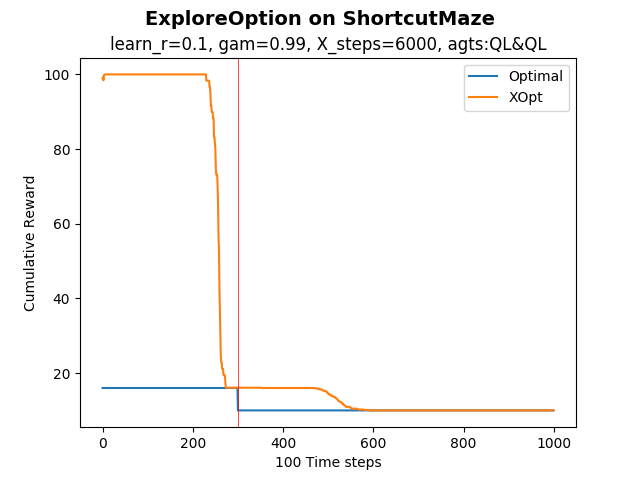 ExploreOption on ShortcutMaze
learn_r=0.1, gam=0.99, X_steps=6000, agts:QL&QL
Optimal
XOpt
Cumulative Reward
100
80
60
40
20
0
200
400
600
800
1000
100 Time steps